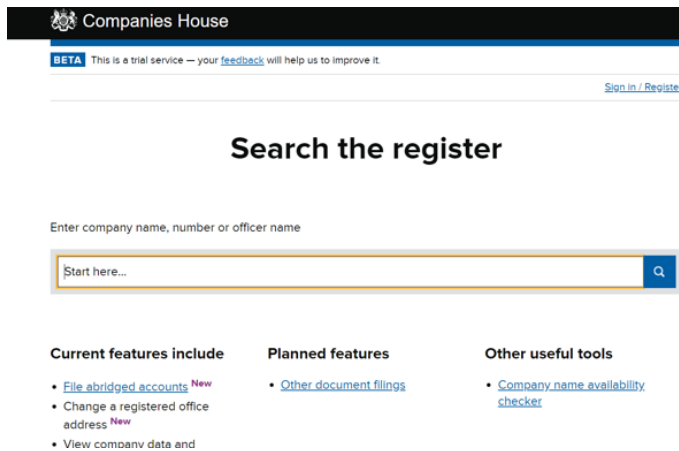 Companies House
BETA This is a trial service — your feedback will help us to improve it.
Sign in / Registe
Search the register
Enter company name, number or officer name
Start here...
Current features include
File abridged accounts New
Change a registered office
address New
View company data and
Planned features
Other document filings
Other useful tools
Company name availability
checker